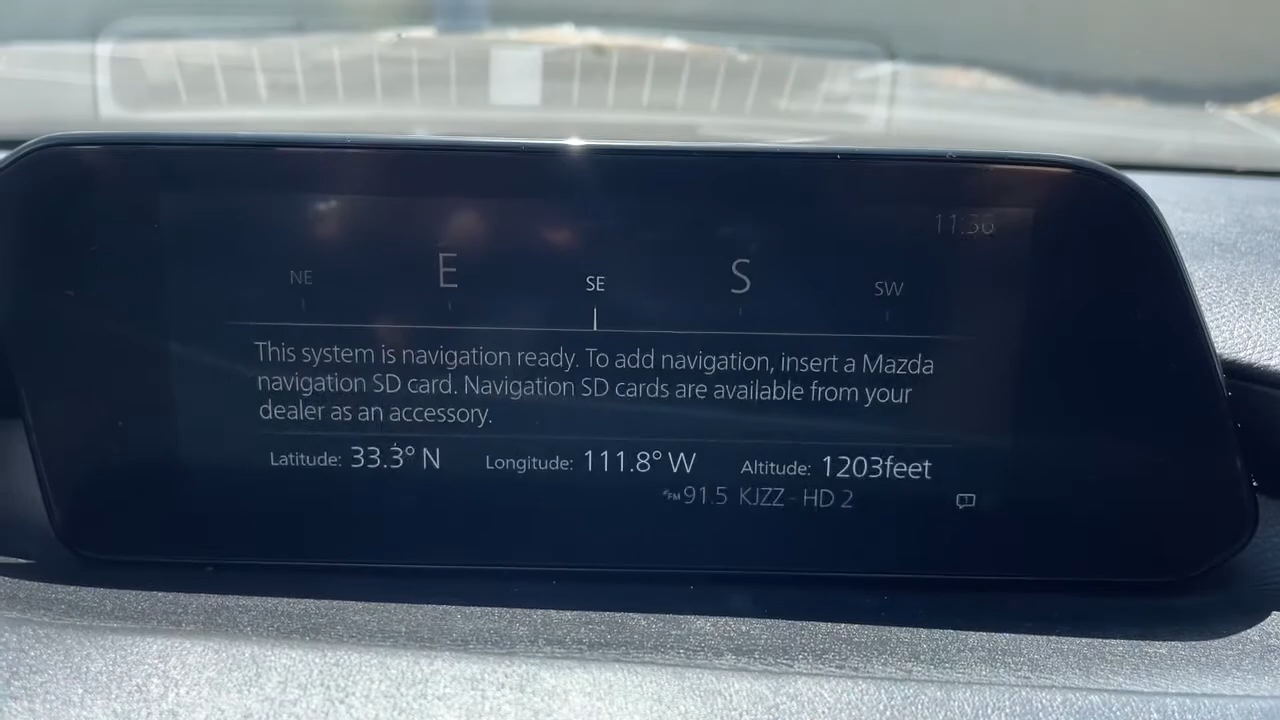 11:36
NE E SE S SW
This system is navigation ready. To add navigation, insert a Mazda
navigation SD card. Navigation SD cards are available from your
dealer as an accessory.
Latitude: 33.3° N Longitude: 111.8° W Altitude: 1203feet
FM 91.5 KJZZ - HD 2